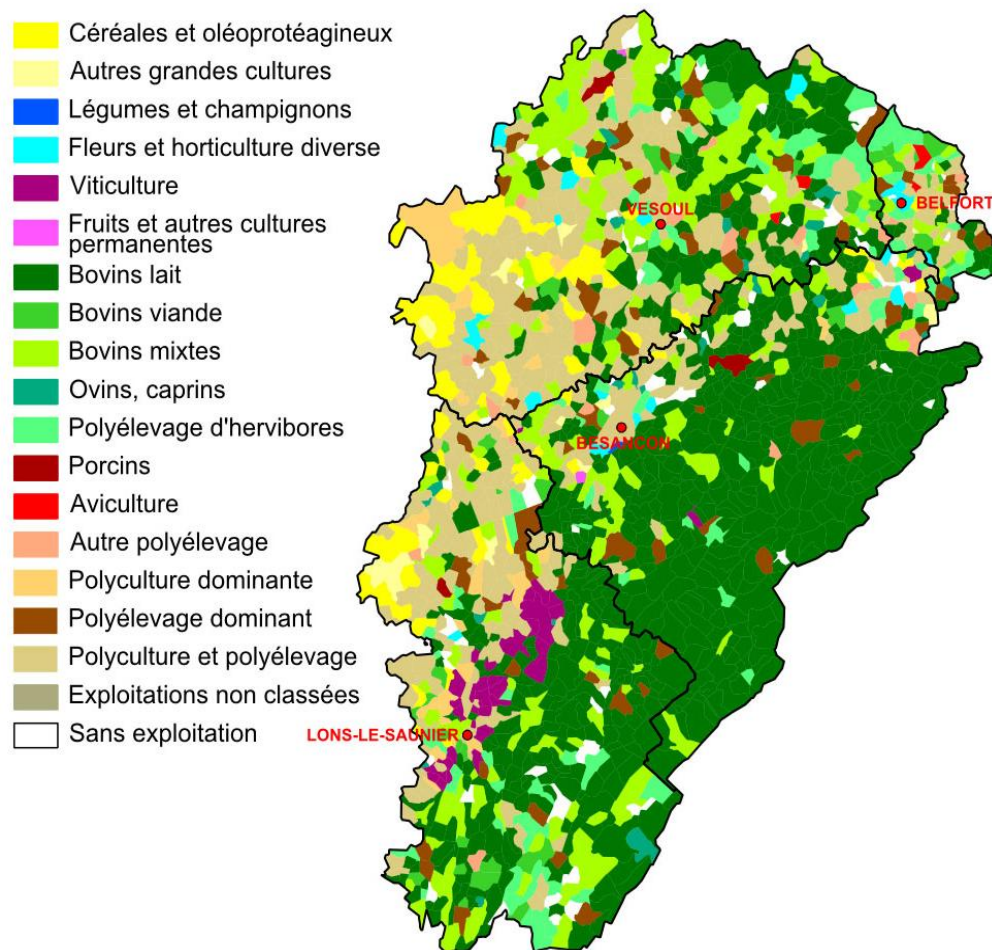 Céréales et oléoprotéagineux
Autres grandes cultures
Légumes et champignons
Fleurs et horticulture diverse
Viticulture
Fruits et autres cultures
permanentes
Bovins lait
Bovins viande
Bovins mixtes
Ovins, caprins
Polyélevage d'hervibores
Porcins
Aviculture
Autre polyélevage
Polyculture dominante
Polyélevage dominant
Polyculture et polyélevage
Exploitations non classées
Sans exploitation
VESOUL
BELFORT
BESANCON
LONS-LE-SAUNIER